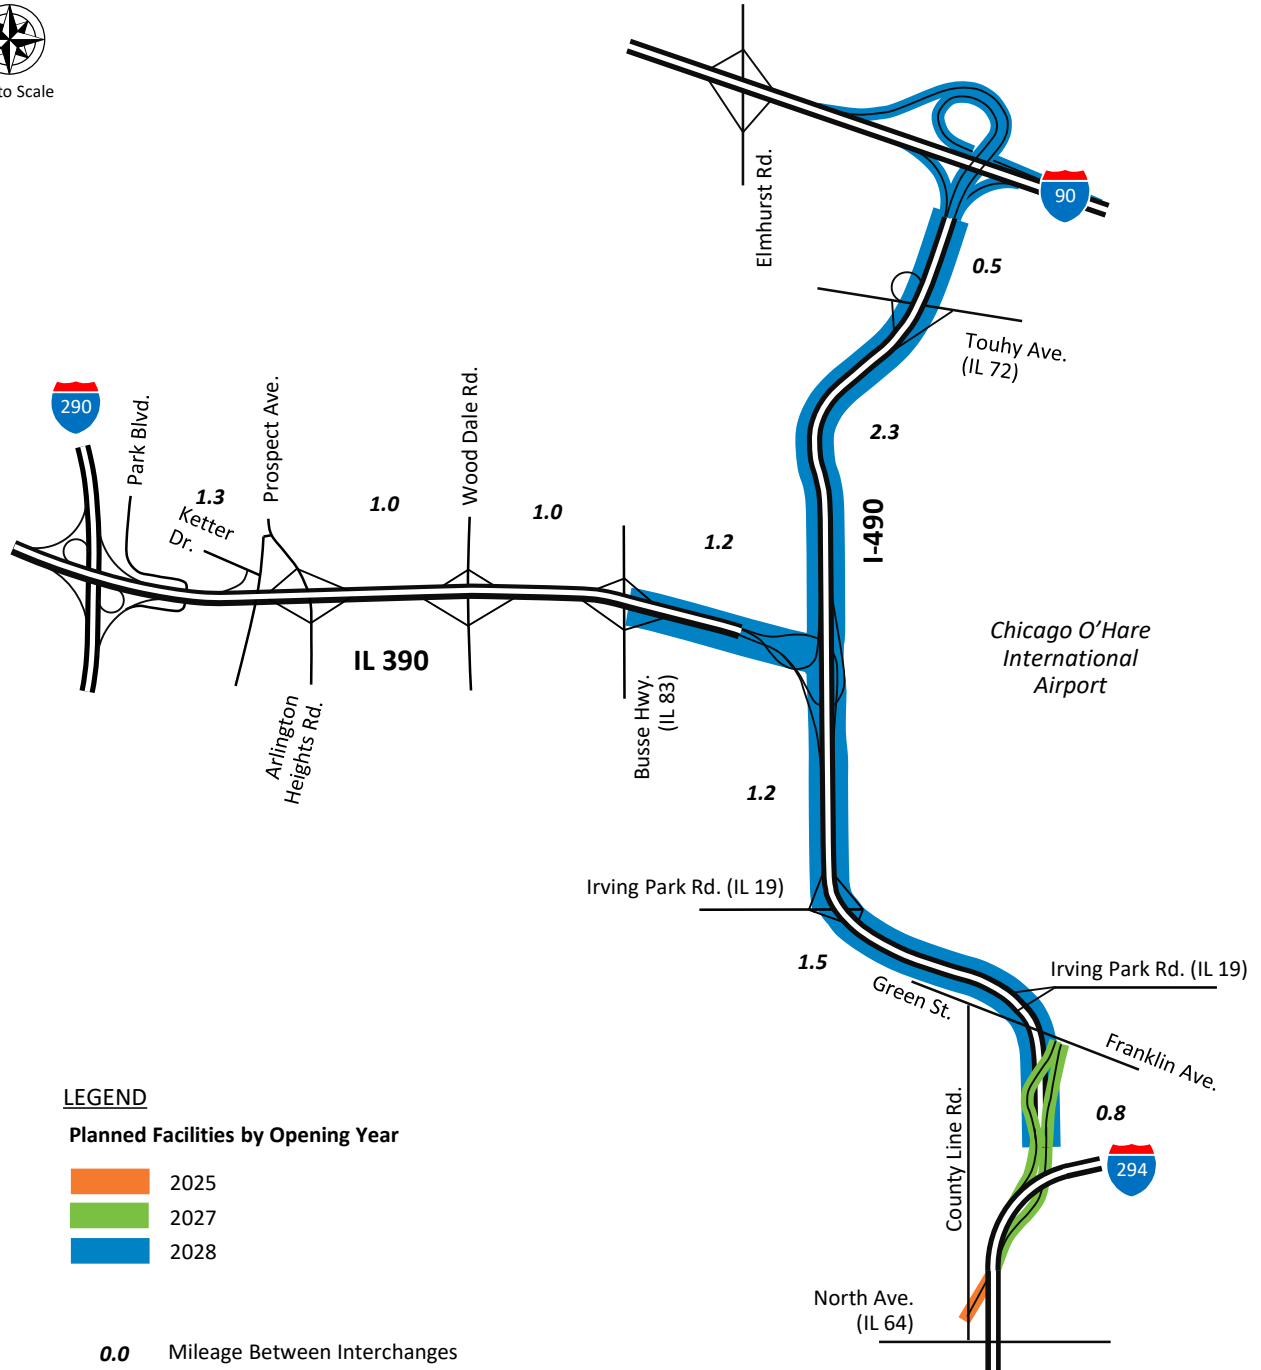 to Scale
Elmhurst Rd.
90
0.5
Touhy Ave.
(IL 72)
2.3
290
Park Blvd.
1.3
Ketter
Dr.
Prospect Ave.
1.0
Wood Dale Rd.
1.0
1.2
I-490
Chicago O’Hare
International
Airport
IL 390
Arlington
Heights Rd.
Busse Hwy.
(IL 83)
1.2
Irving Park Rd. (IL 19)
1.5
Green St.
Irving Park Rd. (IL 19)
Franklin Ave.
County Line Rd.
0.8
294
North Ave.
(IL 64)
LEGEND
Planned Facilities by Opening Year
2025
2027
2028
0.0 Mileage Between Interchanges